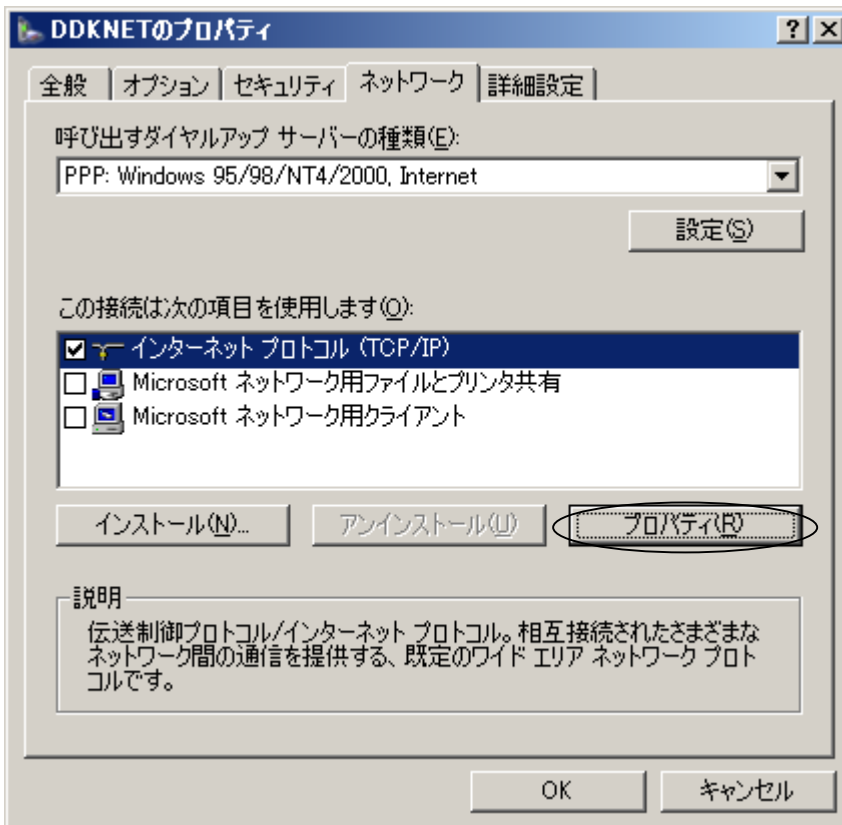 DDKNETのプロパティ
全般 オプション セキュリティ ネットワーク 詳細設定
呼び出すダイヤルアップ サーバーの種類(E):
PPP: Windows 95/98/NT4/2000, Internet
設定(S)
この接続は次の項目を使用します(O):
インターネット プロトコル (TCP/IP)
Microsoft ネットワーク用ファイルとプリンタ共有
Microsoft ネットワーク用クライアント
インストール(N)... アンインストール(U) プロパティ(R)
説明
伝送制御プロトコル/インターネット プロトコル。相互接続されたさまざまな
ネットワーク間の通信を提供する、既定のワイド エリア ネットワーク プロト
コルです。
OK キャンセル